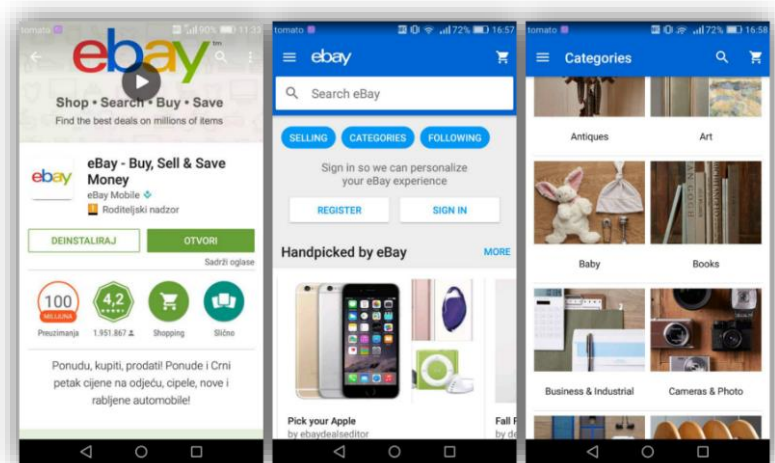 tomato 90% 11:33
ebay™
Shop • Search • Buy • Save
Find the best deals on millions of items
ebay
eBay - Buy, Sell & Save
Money
eBay Mobile
Roditeljski nadzor
DEINSTALIRAJ
OTVORI
Sadrži oglase
100
MILIJUNA
Preuzimanja
4,2
1.951.867
Shopping
Slično
Ponudu, kupiti, prodati! Ponude i Crni
petak cijene na odjeću, cipele, nove i
rabljene automobile!
tomato 72% 16:57
ebay
Search eBay
SELLING
CATEGORIES
FOLLOWING
Sign in so we can personalize
your eBay experience
REGISTER
SIGN IN
Handpicked by eBay
MORE
Pick your Apple
by ebaydealseditor
Fall F
by de
tomato 72% 16:58
Categories
Antiques
Art
Baby
Books
Business & Industrial
Cameras & Photo